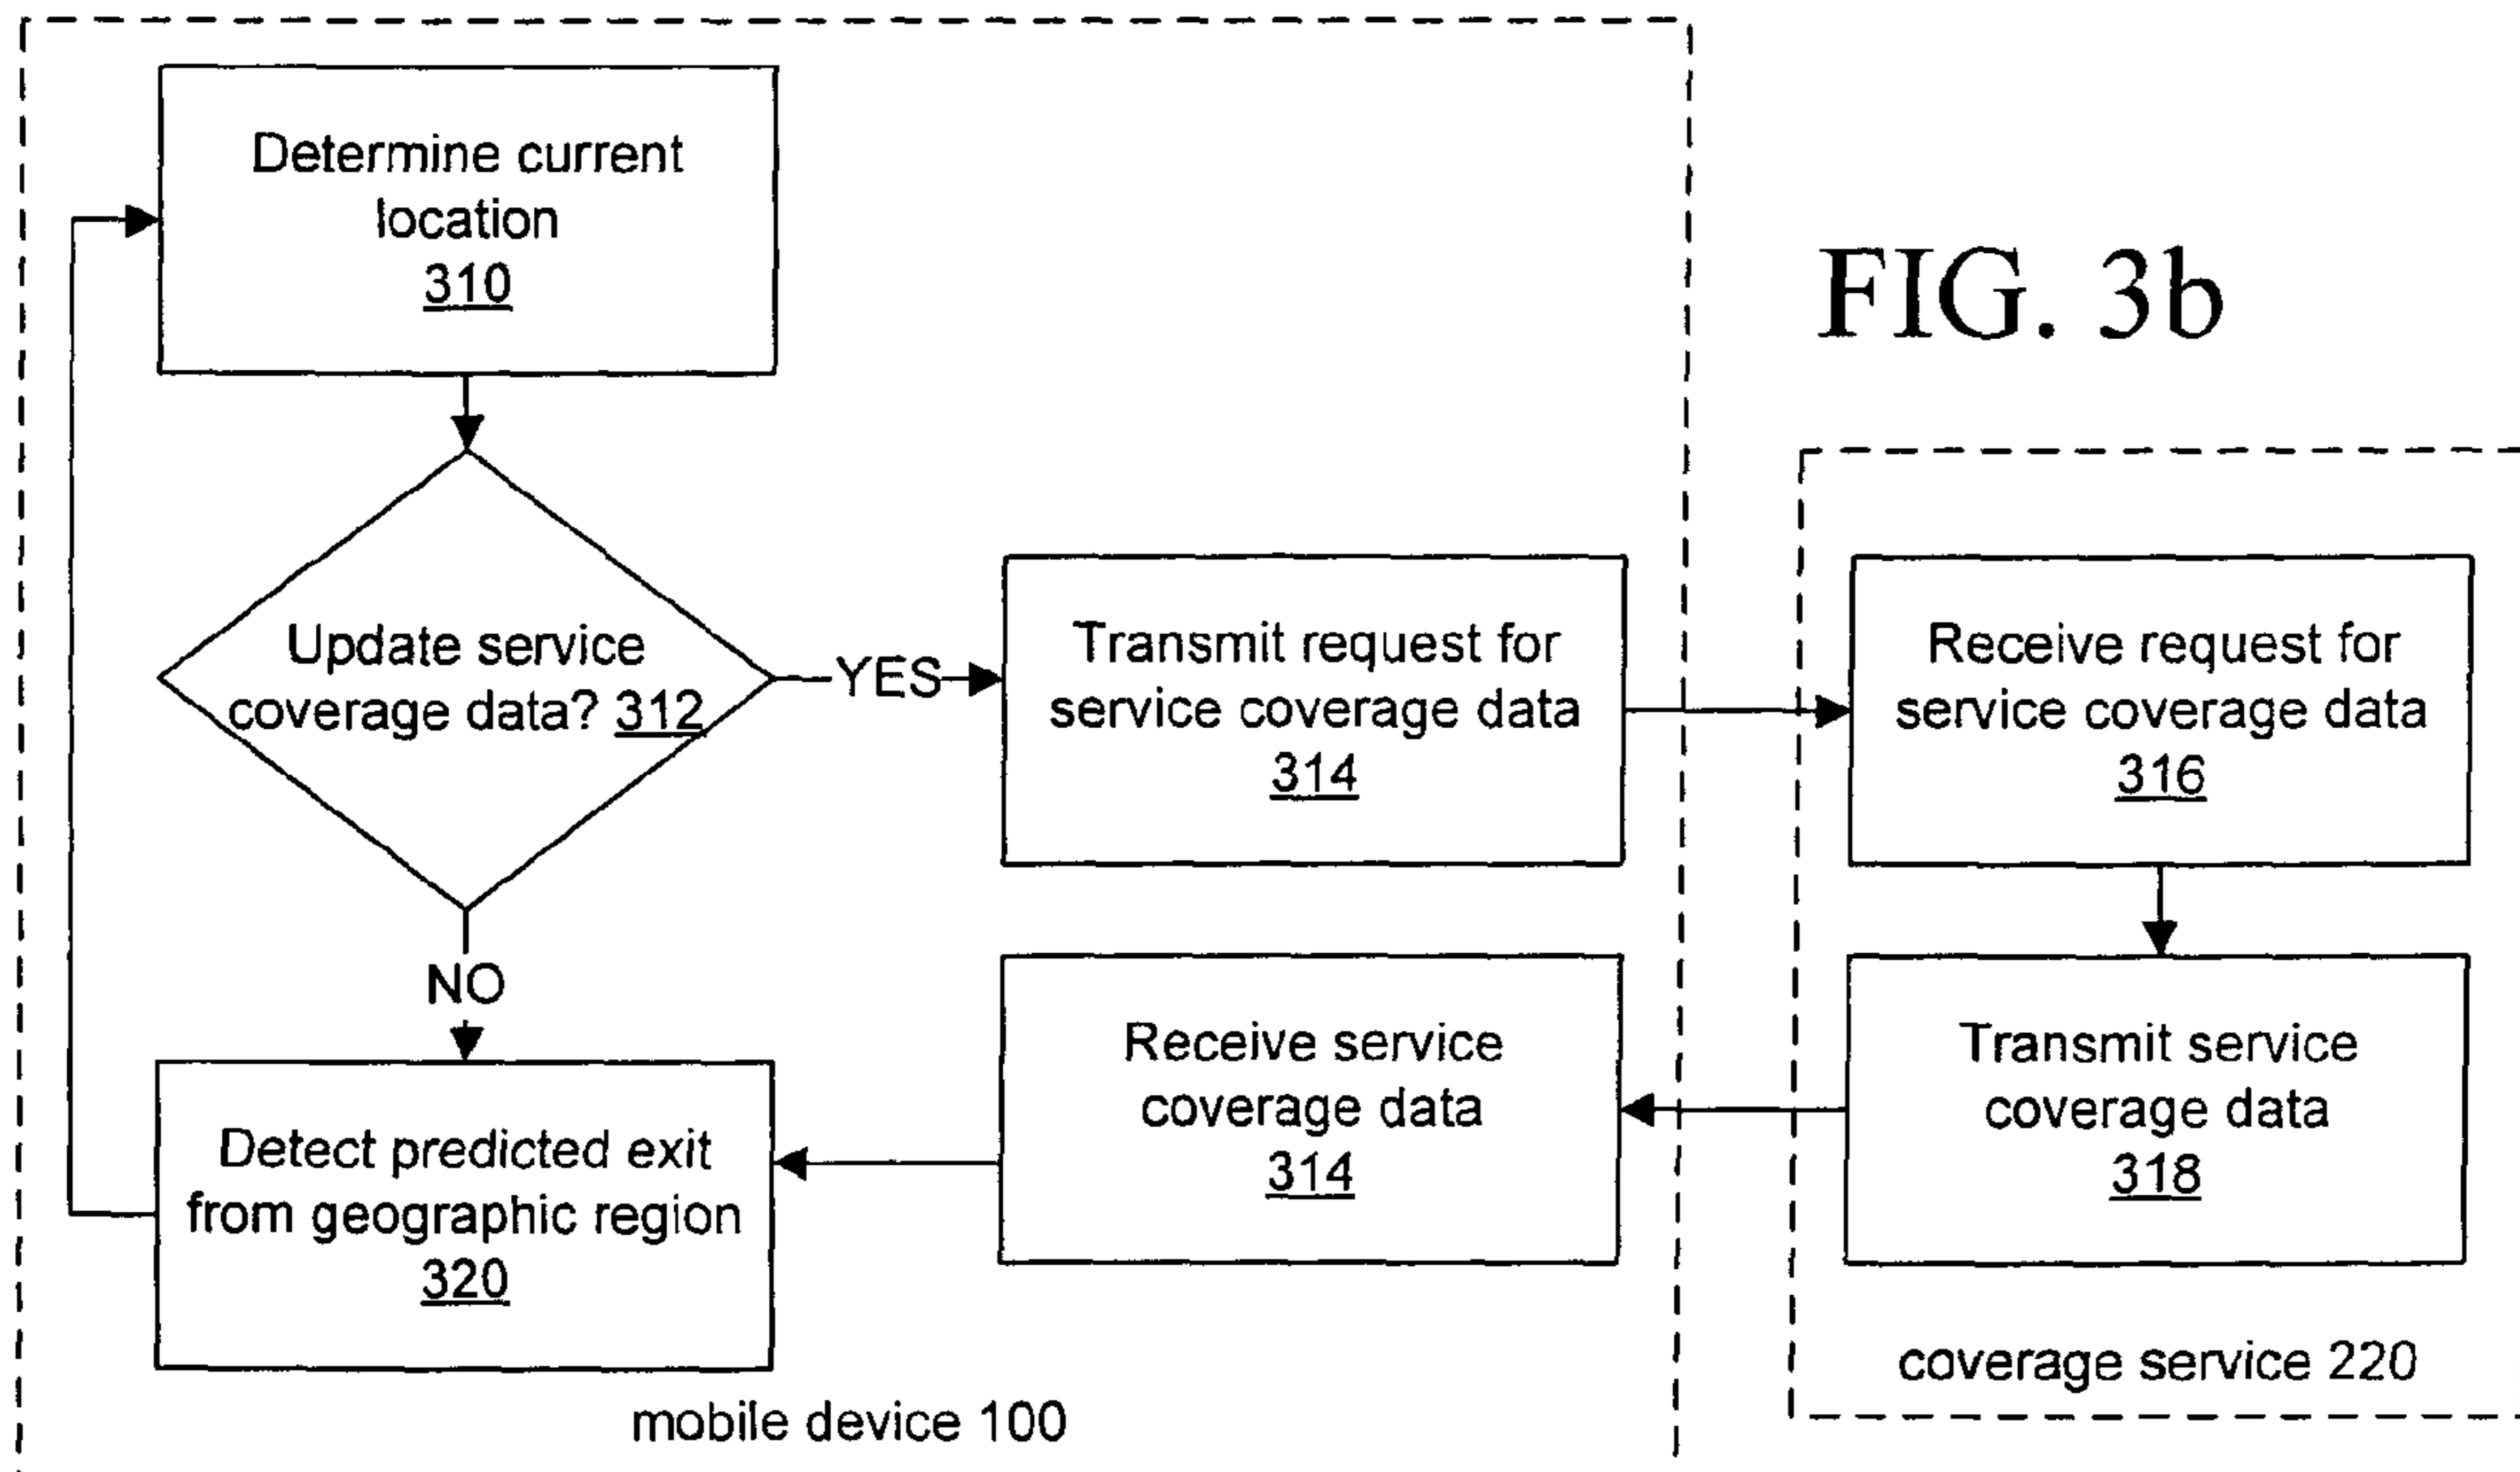 Determine current
location
310
FIG. 3b
Update service
coverage data? 312
YES
Transmit request for
service coverage data
314
Receive request for
service coverage data
316
NO
Detect predicted exit
from geographic region
320
Receive service
coverage data
314
Transmit service
coverage data
318
coverage service 220
mobile device 100